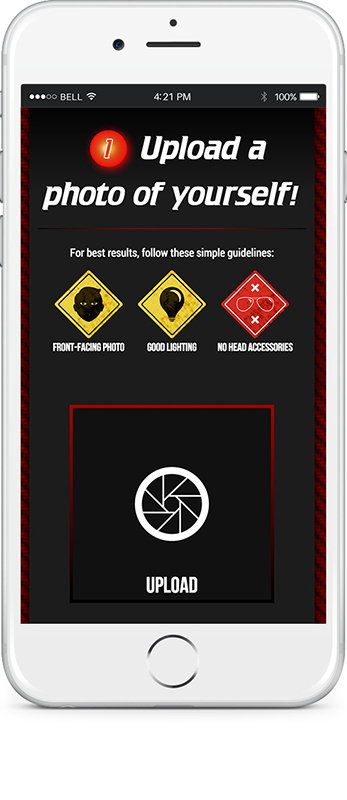 BELL 4:21 PM 100%
1 Upload a
photo of yourself!
For best results, follow these simple guidelines:
FRONT-FACING PHOTO GOOD LIGHTING NO HEAD ACCESSORIES
UPLOAD